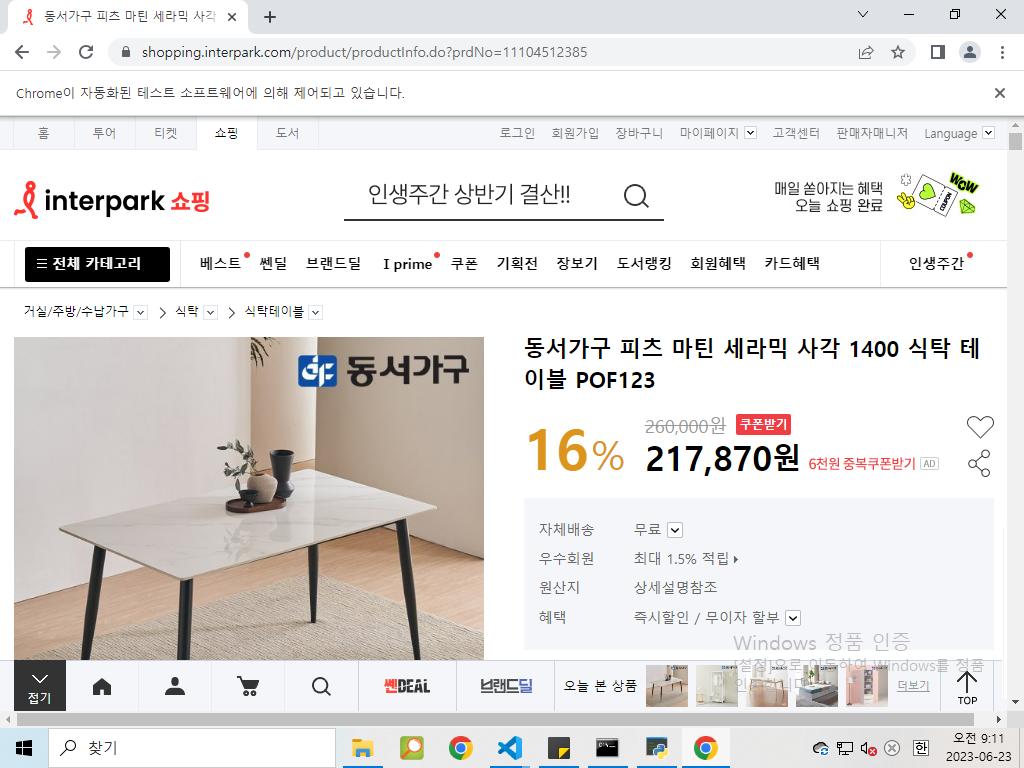 동서가구 피츠 마틴 세라믹 사각
shopping.interpark.com/product/productInfo.do?prdNo=11104512385
Chrome이 자동화된 테스트 소프트웨어에 의해 제어되고 있습니다.
홈 투어 티켓 쇼핑 도서 로그인 회원가입 장바구니 마이페이지 고객센터 판매자매니저 Language
interpark 쇼핑
인생주간 상반기 결산!!
매일 쏟아지는 혜택
오늘 쇼핑 완료
WOW
COUPON
전체 카테고리 베스트 쎈딜 브랜드딜 I prime 쿠폰 기획전 장보기 도서랭킹 회원혜택 카드혜택 인생주간
거실/주방/수납가구 식탁 식탁테이블
동서가구
동서가구 피츠 마틴 세라믹 사각 1400 식탁 테
이블 POF123
16%
260,000원 쿠폰받기
217,870원 6천원 중복쿠폰받기 AD
자체배송 무료
우수회원 최대 1.5% 적립
원산지 상세설명참조
혜택 즉시할인 / 무이자 할부
Windows 정품 인증
[설정]으로 이동하여 Windows를 정품
인증합니다.
접기 쎈DEAL 브랜드딜 오늘 본 상품 더보기 TOP
찾기
한
오전 9:11
2023-06-23